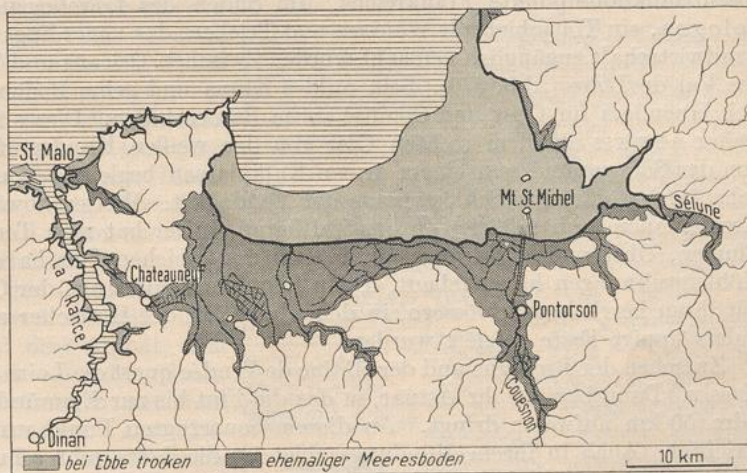 St. Malo
Mt. St. Michel
Sélune
Chateauneuf
La Rance
Pontorson
Couesnon
Dinan
bei Ebbe trocken
ehemaliger Meeresboden
10 km